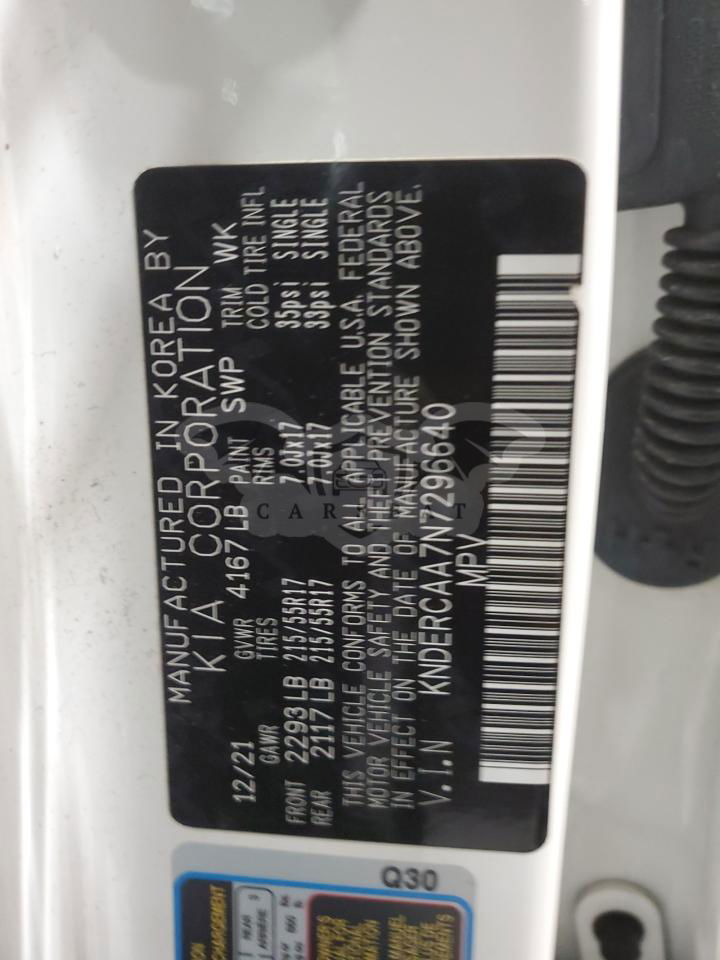 MANUFACTURED IN KOREA BY
KIA CORPORATION
12/21 GVWR 4167 LB PAINT SWP TRIM WK
GAWR TIRES RIMS COLD TIRE INFL
FRONT 2293 LB 215/55R17 7.0Jx17 35psi SINGLE
REAR 2117 LB 215/55R17 7.0Jx17 33psi SINGLE
THIS VEHICLE CONFORMS TO ALL APPLICABLE U.S.A. FEDERAL
MOTOR VEHICLE SAFETY AND THEFT PREVENTION STANDARDS
IN EFFECT ON THE DATE OF MANUFACTURE SHOWN ABOVE.
V.I.N KNDERCAA7N7296640
MPV
Q30
REAR
ARRIÈRE